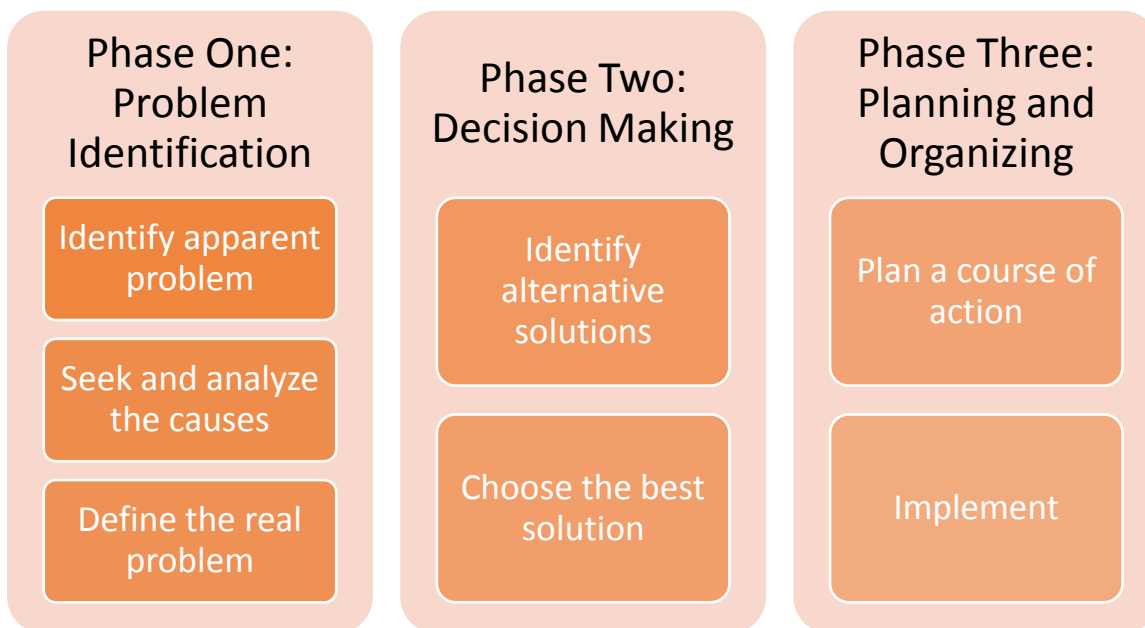 Phase One:
Problem
Identification
Identify apparent
problem
Seek and analyze
the causes
Define the real
problem
Phase Two:
Decision Making
Identify
alternative
solutions
Choose the best
solution
Phase Three:
Planning and
Organizing
Plan a course of
action
Implement